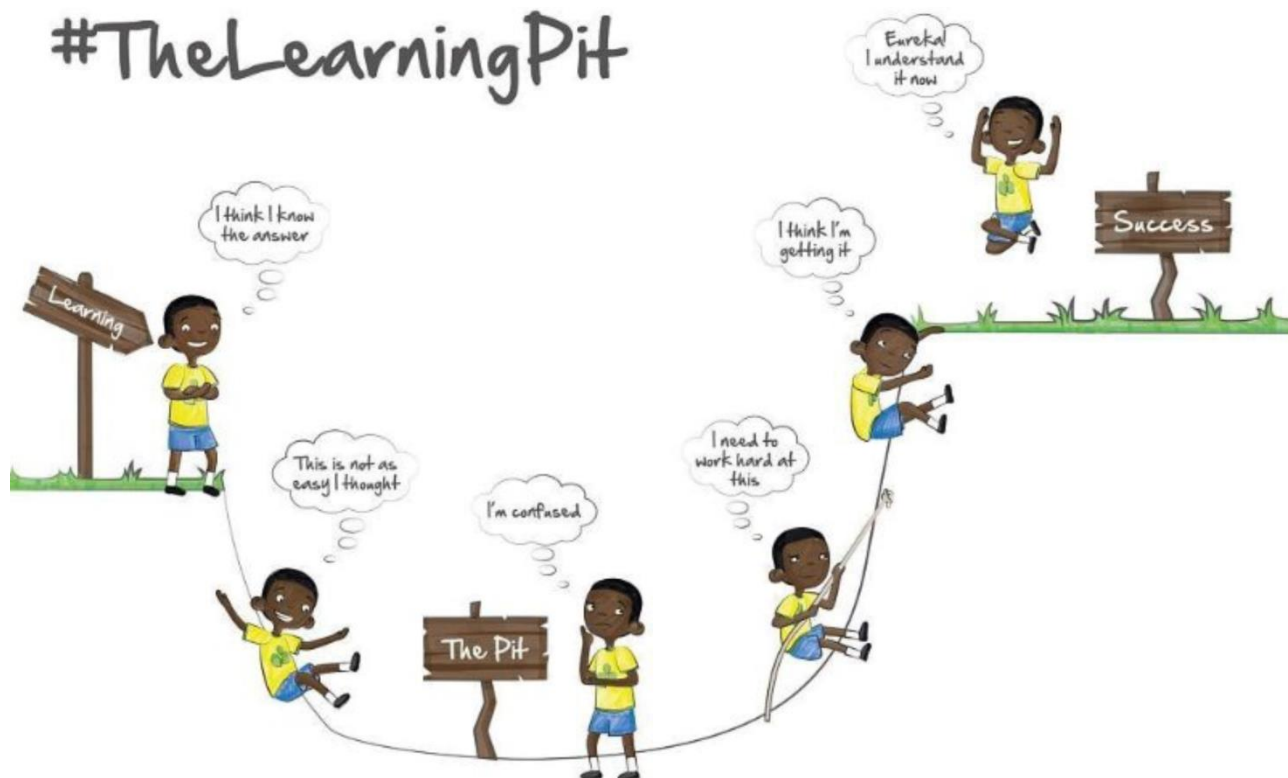 #TheLearningPit
Eureka!
I understand
it now
I think I know
the answer
I think I'm
getting it
Success
Learning
This is not as
easy I thought
I'm confused
I need to
work hard at
this
The Pit